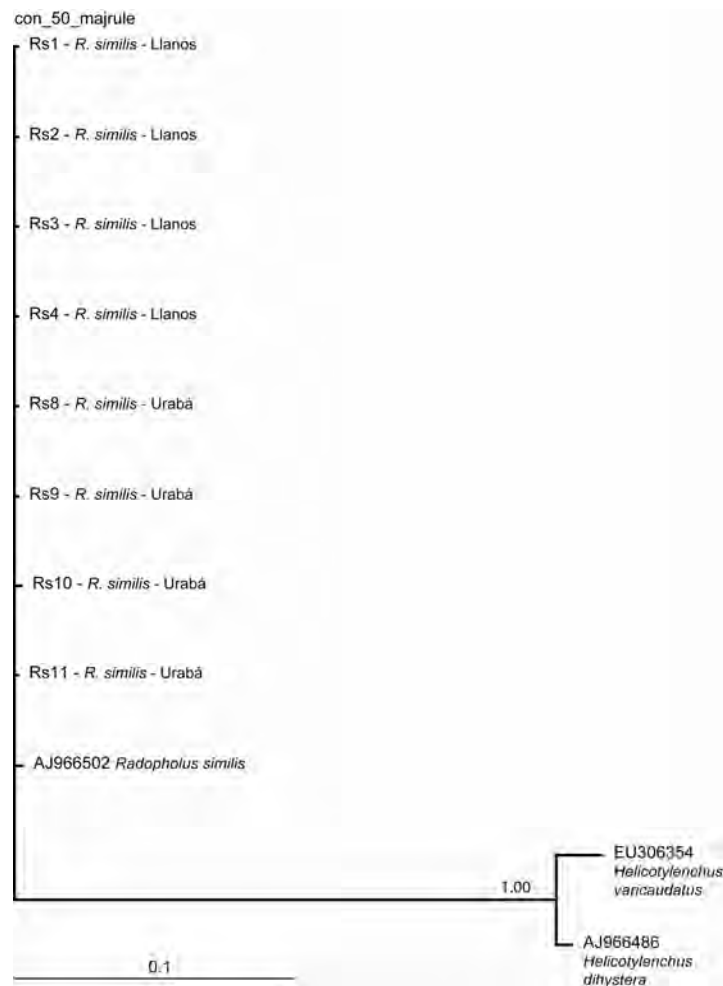 con_50_majrule
Rs1 - R. similis - Llanos
Rs2 - R. similis - Llanos
Rs3 - R. similis - Llanos
Rs4 - R. similis - Llanos
Rs8 - R. similis - Urabá
Rs9 - R. similis - Urabá
Rs10 - R. similis - Urabá
Rs11 - R. similis - Urabá
AJ966502 Radopholus similis
EU306354
Helicotylenchus
varicaudatus
1.00
AJ966486
Helicotylenchus
dihystera
0.1